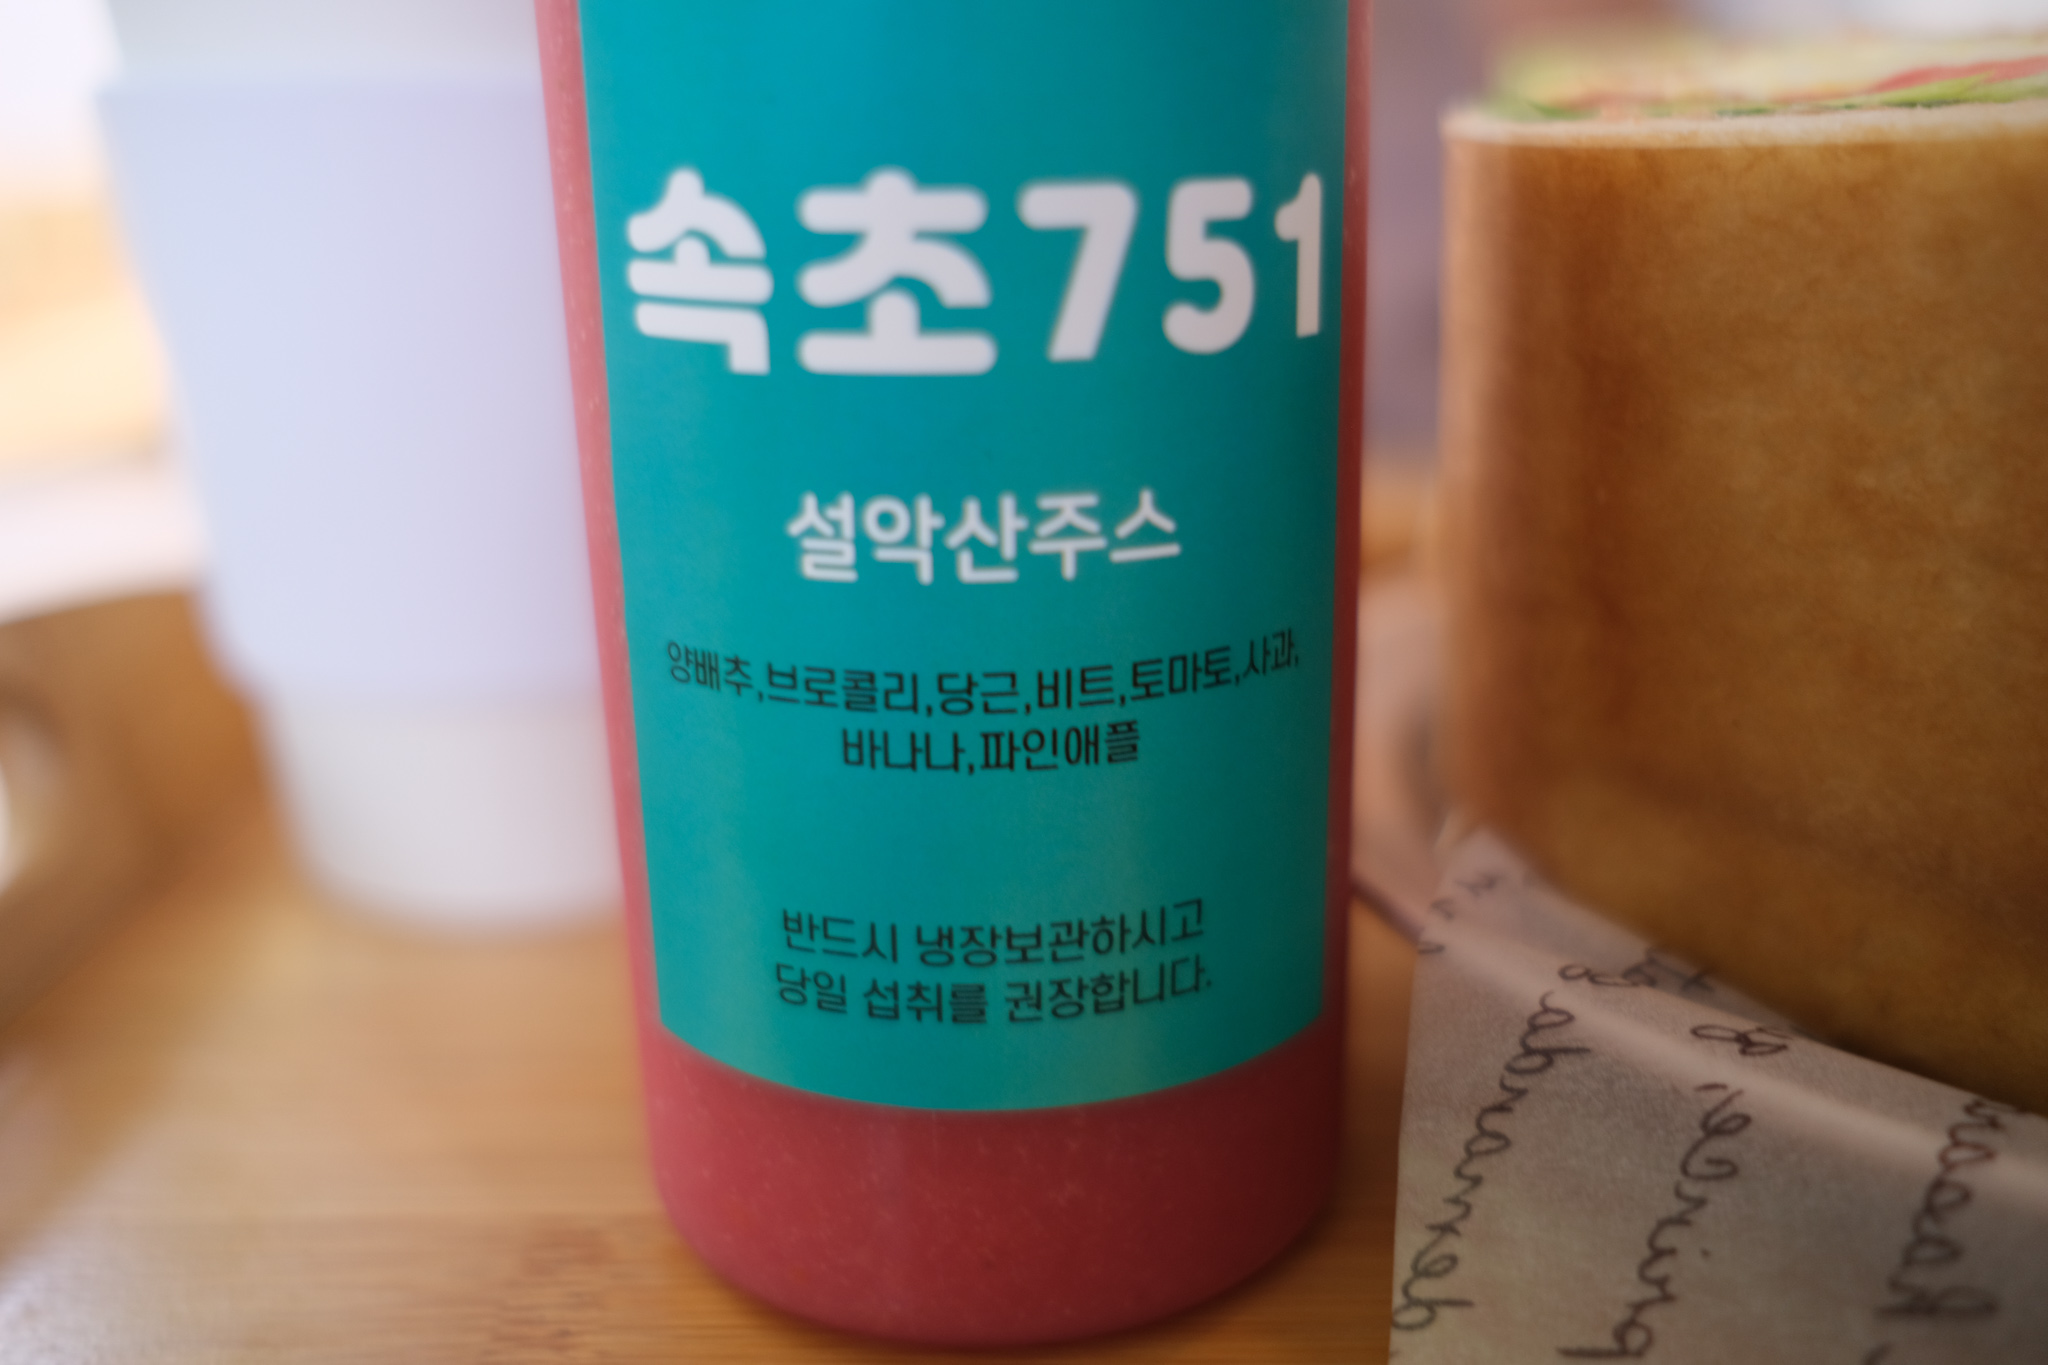 속초751
설악산주스
양배추,브로콜리,당근,비트,토마토,사과,
바나나,파인애플
반드시 냉장보관하시고
당일 섭취를 권장합니다.